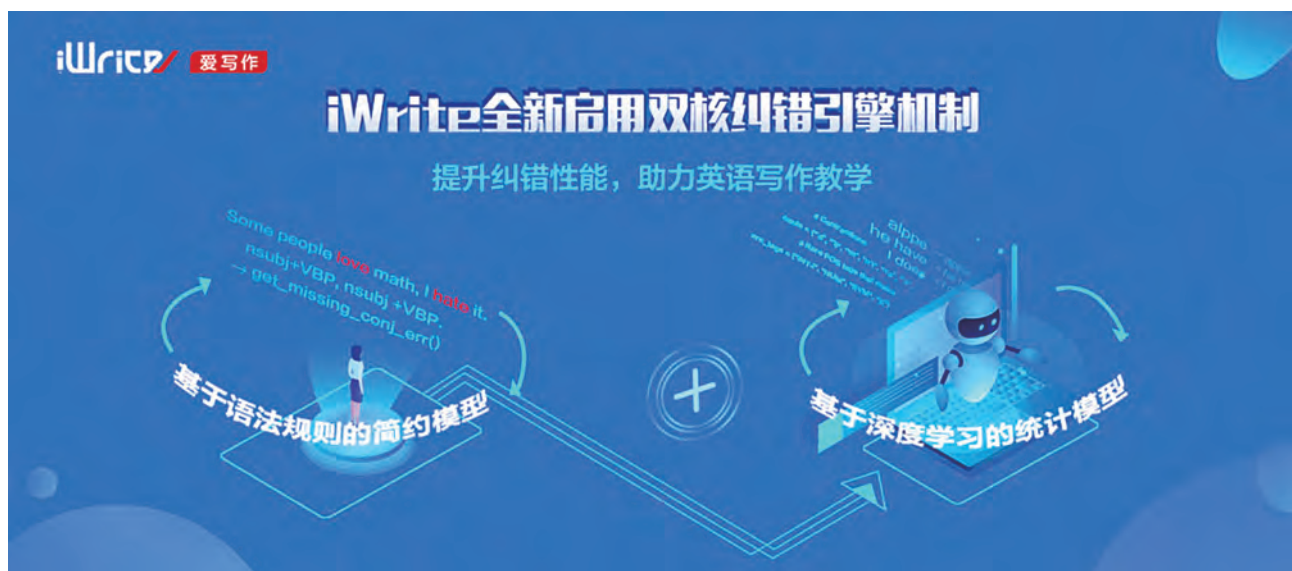 iWrite 爱写作
iWrite全新启用双核纠错引擎机制
提升纠错性能，助力英语写作教学
Some people love math, I hate it.
nsubj+VBP, nsubj +VBP.
→ get_missing_conj_err()
基于语法规则的简约模型
he have
I does
基于深度学习的统计模型